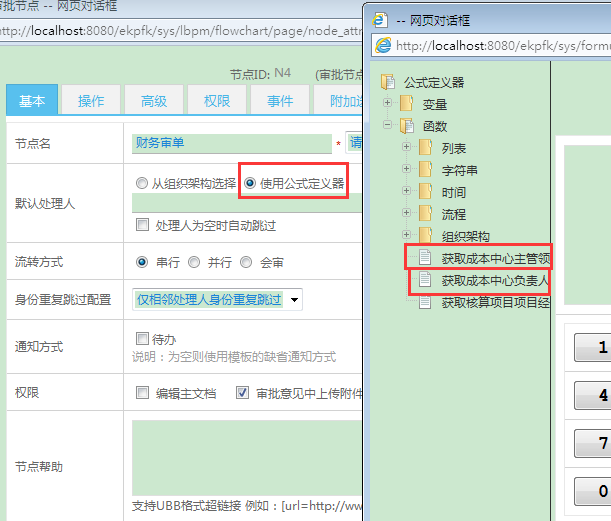 审批节点 -- 网页对话框
http://localhost:8080/ekpfk/sys/lbpm/flowchart/page/node_attr
节点ID: N4 (审批节点
基本 操作 高级 权限 事件 附加选
节点名 财务审单 * 请
默认处理人 从组织架构选择 使用公式定义器
处理人为空时自动跳过
流转方式 串行 并行 会审
身份重复跳过配置 仅相邻处理人身份重复跳过
通知方式 待办
说明：为空则使用模板的缺省通知方式
权限 编辑主文档 审批意见中上传附件
节点帮助
支持UBB格式超链接 例如：[url=http://ww
-- 网页对话框
http://localhost:8080/ekpfk/sys/formu
公式定义器
变量
函数
列表
字符串
时间
流程
组织架构
获取成本中心主管领
获取成本中心负责人
获取核算项目项目经
1
4
7
0